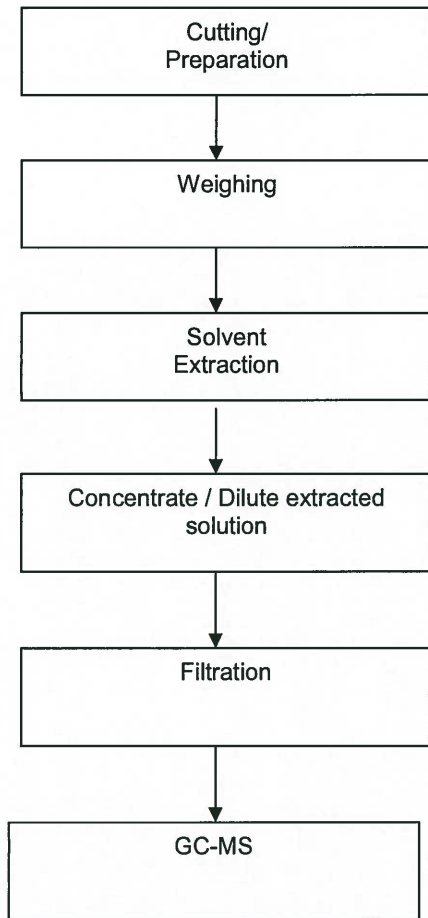 Cutting/
Preparation
Weighing
Solvent
Extraction
Concentrate / Dilute extracted
solution
Filtration
GC-MS